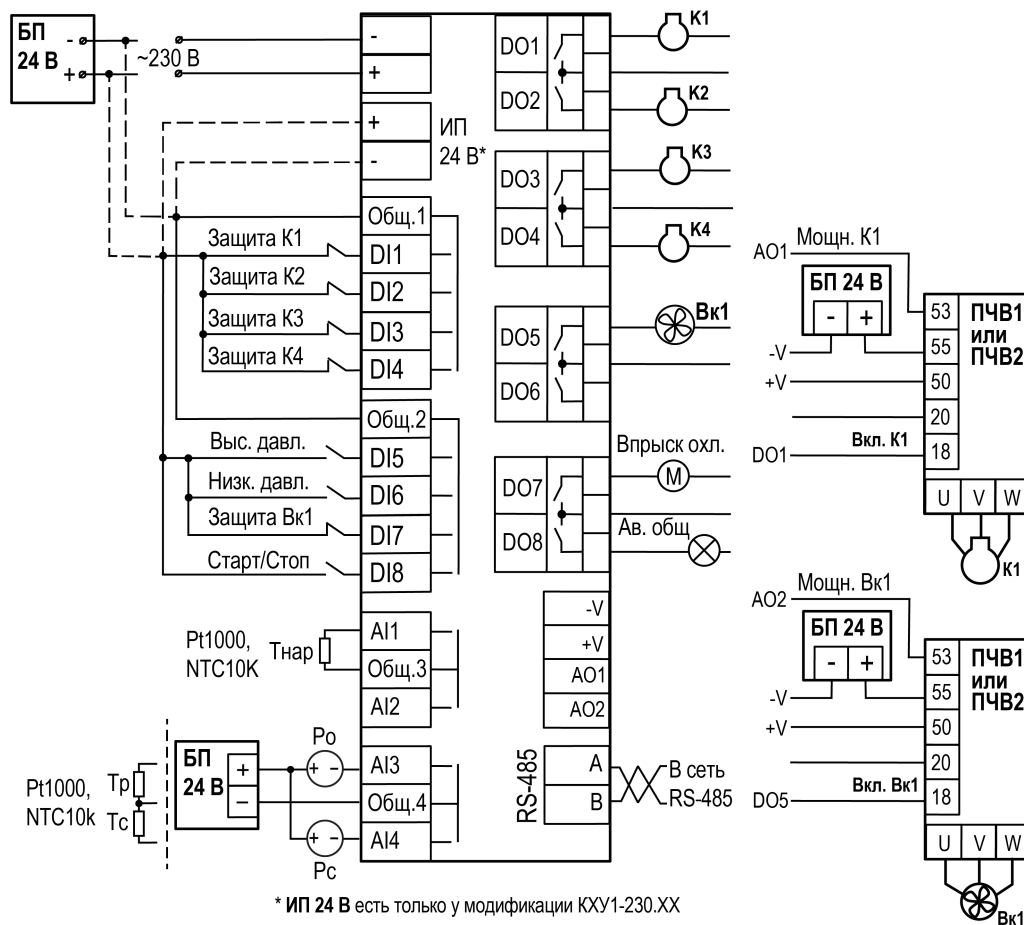 БП
24 В
-
+
~230 В
-
+
+
-
ИП
24 В*
Общ.1
Защита К1
DI1
Защита К2
DI2
Защита К3
DI3
Защита К4
DI4
Общ.2
Выс. давл.
DI5
Низк. давл.
DI6
Защита Вк1
DI7
Старт/Стоп
DI8
Pt1000,
NTC10K
Тнар
AI1
Общ.3
AI2
Pt1000,
NTC10k
Тр
Тс
БП
24 В
+
–
Ро
+ -
Рс
+ -
AI3
Общ.4
AI4
DO1
DO2
К1
К2
DO3
DO4
К3
К4
DO5
DO6
Вк1
DO7
DO8
Впрыск охл.
М
Ав. общ
-V
+V
AO1
AO2
RS-485
A
B
В сеть
RS-485
AO1
Мощн. К1
БП 24 В
- +
-V
+V
Вкл. К1
DO1
53
55
50
20
18
ПЧВ1
или
ПЧВ2
U V W
К1
AO2
Мощн. Вк1
БП 24 В
- +
-V
+V
Вкл. Вк1
DO5
53
55
50
20
18
ПЧВ1
или
ПЧВ2
U V W
Вк1
* ИП 24 В есть только у модификации КХУ1-230.ХХ